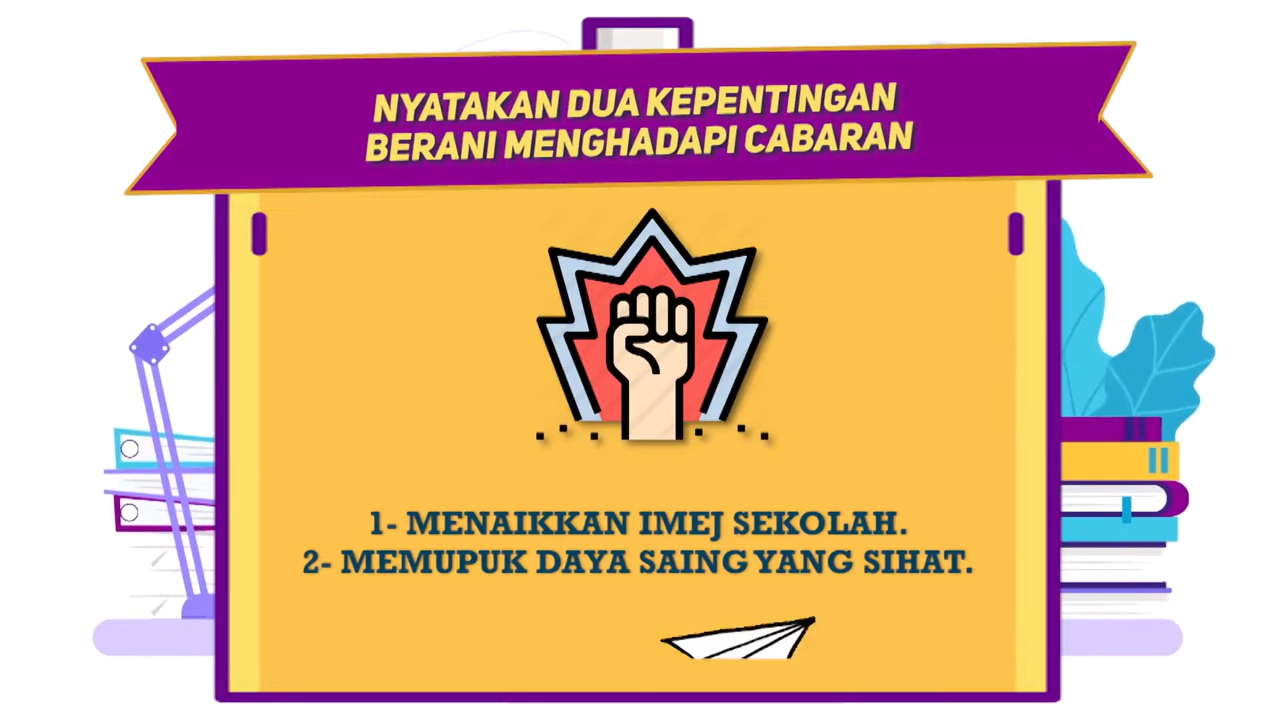 NYATAKAN DUA KEPENTINGAN
BERANI MENGHADAPI CABARAN
1- MENAIKKAN IMEJ SEKOLAH.
2- MEMUPUK DAYA SAING YANG SIHAT.